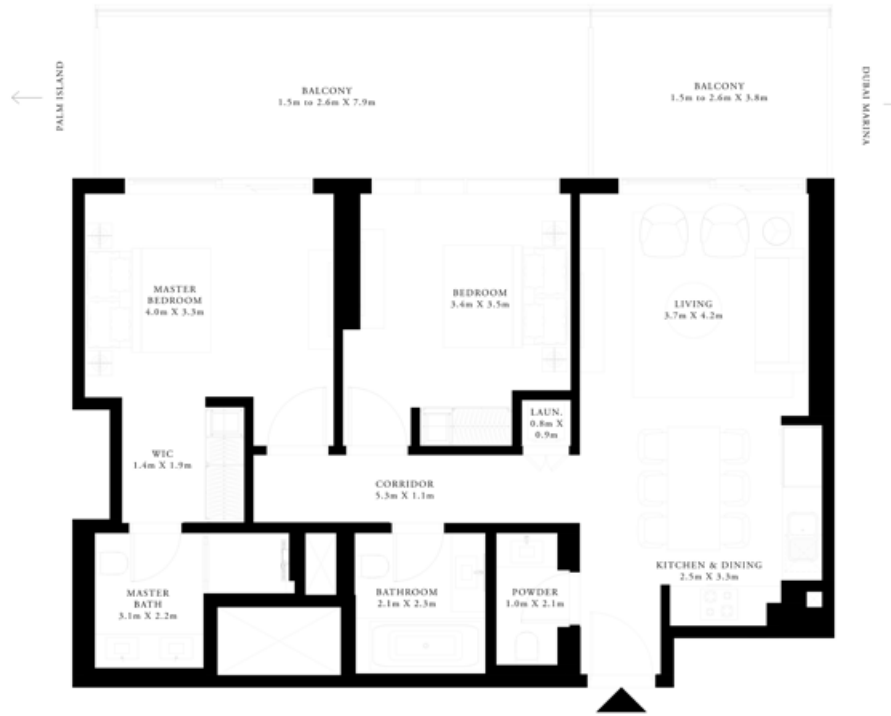 BALCONY
1.5m to 2.6m X 7.9m
BALCONY
1.5m to 2.6m X 3.8m
PALM ISLAND
DUBAI MARINA
MASTER
BEDROOM
4.0m X 3.3m
BEDROOM
3.4m X 3.5m
LIVING
3.7m X 4.2m
LAUN.
0.8m X
0.9m
WIC
1.4m X 1.9m
CORRIDOR
5.3m X 1.1m
KITCHEN & DINING
2.5m X 3.3m
MASTER
BATH
3.1m X 2.2m
BATHROOM
2.1m X 2.3m
POWDER
1.0m X 2.1m